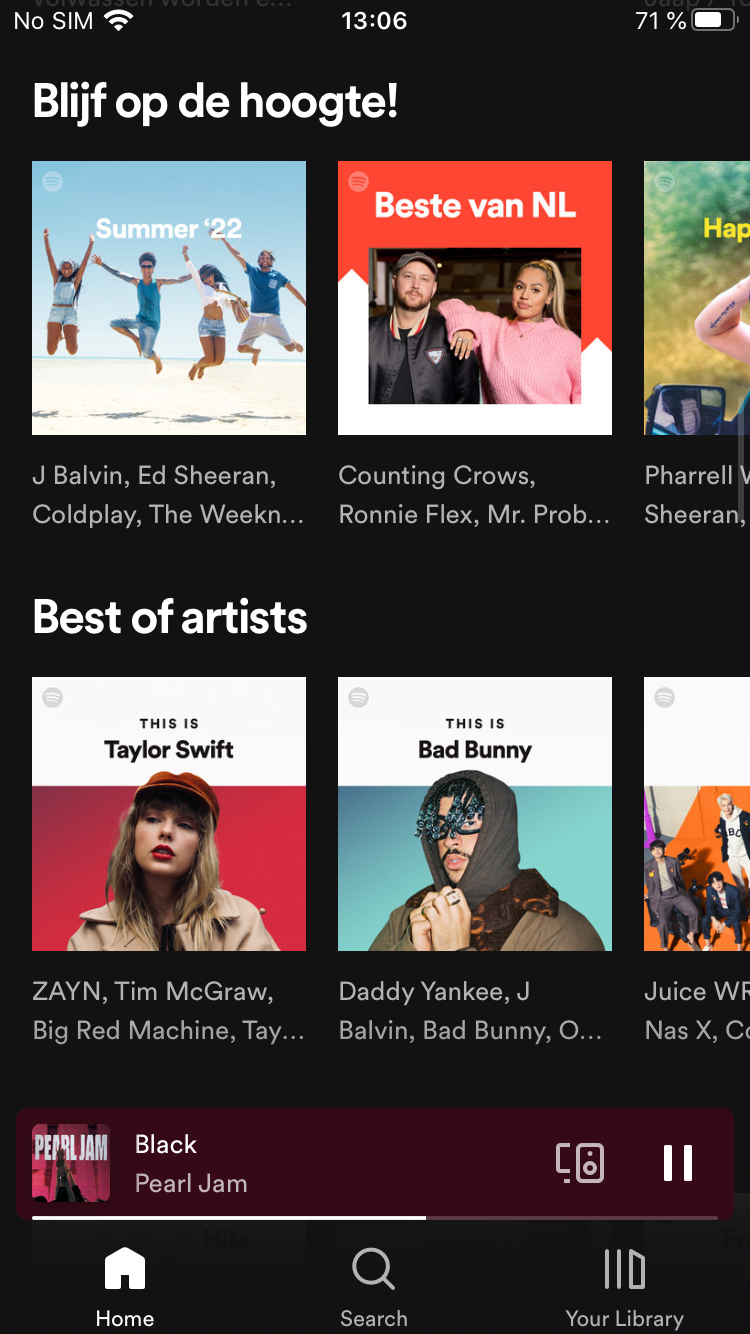 volwassen worden e...
No SIM 13:06 71 %
Blijf op de hoogte!
Summer ‘22
Beste van NL
Hap
J Balvin, Ed Sheeran,
Coldplay, The Weekn...
Counting Crows,
Ronnie Flex, Mr. Prob...
Pharrell W
Sheeran,
Best of artists
THIS IS
Taylor Swift
THIS IS
Bad Bunny
ZAYN, Tim McGraw,
Big Red Machine, Tay...
Daddy Yankee, J
Balvin, Bad Bunny, O...
Juice WR
Nas X, Co
PEARL JAM
Black
Pearl Jam
Hits
Home
Search
Your Library